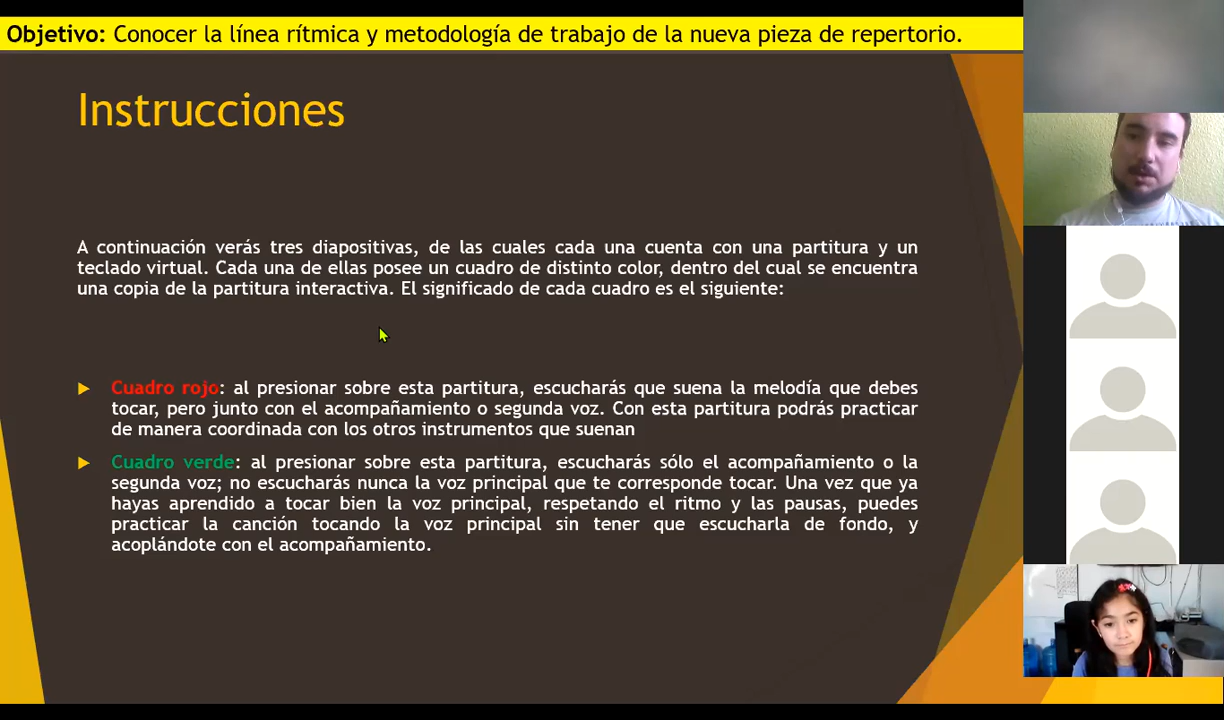 Objetivo: Conocer la línea rítmica y metodología de trabajo de la nueva pieza de repertorio.
Instrucciones
A continuación verás tres diapositivas, de las cuales cada una cuenta con una partitura y un
teclado virtual. Cada una de ellas posee un cuadro de distinto color, dentro del cual se encuentra
una copia de la partitura interactiva. El significado de cada cuadro es el siguiente:
Cuadro rojo: al presionar sobre esta partitura, escucharás que suena la melodía que debes
tocar, pero junto con el acompañamiento o segunda voz. Con esta partitura podrás practicar
de manera coordinada con los otros instrumentos que suenan
Cuadro verde: al presionar sobre esta partitura, escucharás sólo el acompañamiento o la
segunda voz; no escucharás nunca la voz principal que te corresponde tocar. Una vez que ya
hayas aprendido a tocar bien la voz principal, respetando el ritmo y las pausas, puedes
practicar la canción tocando la voz principal sin tener que escucharla de fondo, y
acoplándote con el acompañamiento.